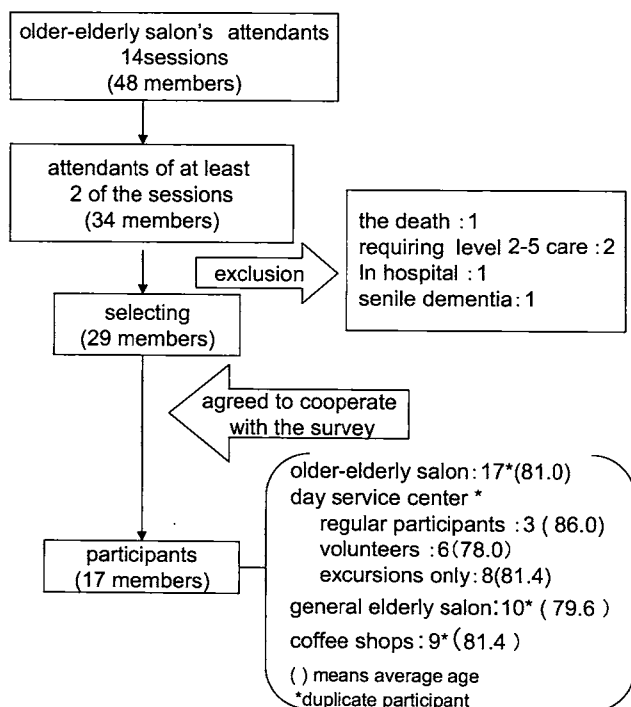 older-elderly salon's attendants
14sessions
(48 members)
attendants of at least
2 of the sessions
(34 members)
exclusion
the death : 1
requiring level 2-5 care : 2
In hospital : 1
senile dementia : 1
selecting
(29 members)
agreed to cooperate
with the survey
participants
(17 members)
older-elderly salon : 17*(81.0)
day service center *
regular participants : 3 ( 86.0)
volunteers : 6(78.0)
excursions only : 8(81.4)
general elderly salon: 10* ( 79.6 )
coffee shops : 9* (81.4 )
( ) means average age
*duplicate participant